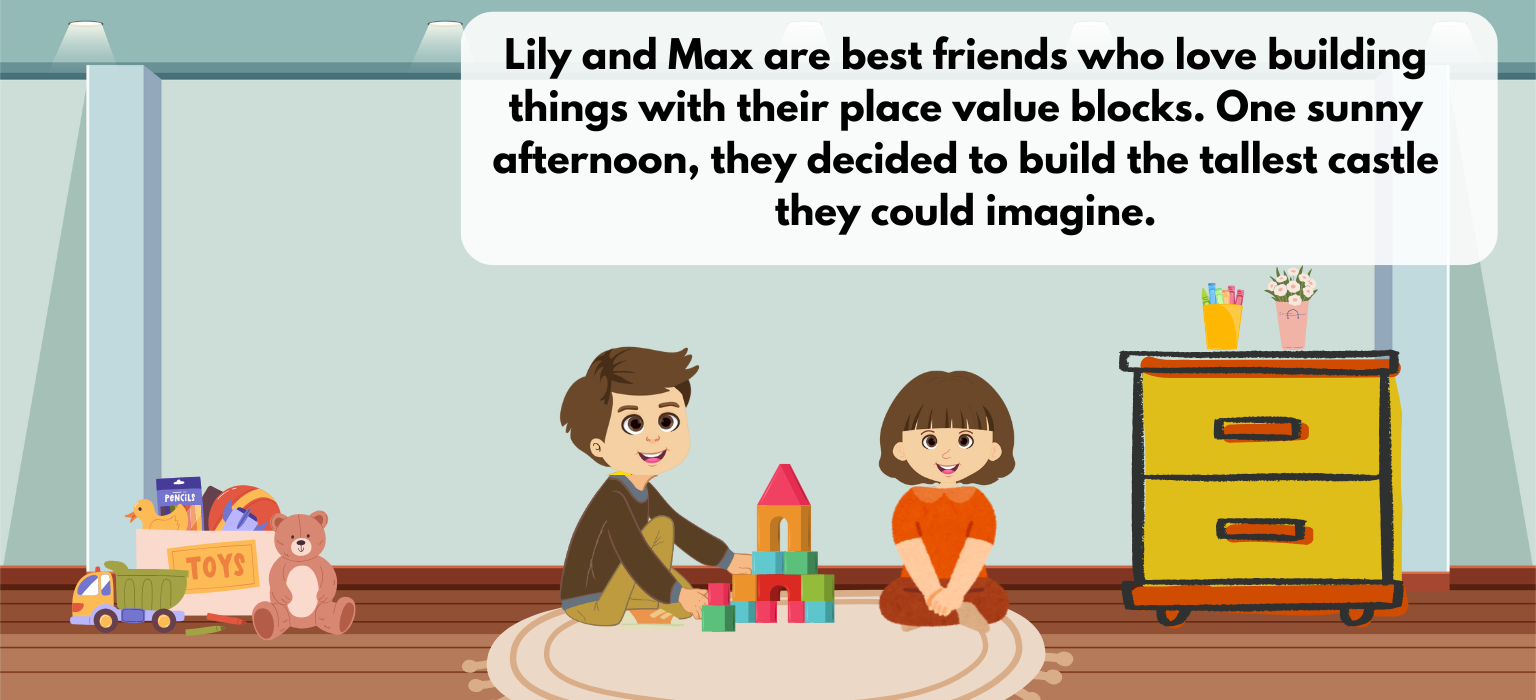 Lily and Max are best friends who love building
things with their place value blocks. One sunny
afternoon, they decided to build the tallest castle
they could imagine.
PENCILS
TOYS